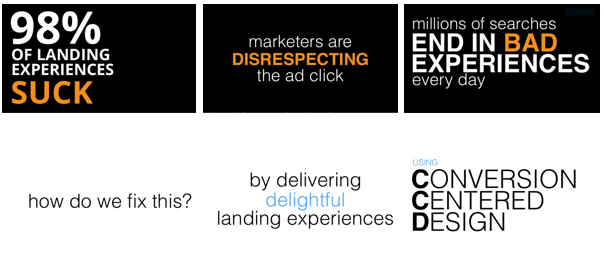 98%
OF LANDING
EXPERIENCES
SUCK
marketers are
DISRESPECTING
the ad click
millions of searches
END IN BAD
EXPERIENCES
every day
how do we fix this?
by delivering
delightful
landing experiences
USING
CONVERSION
CENTERED
DESIGN